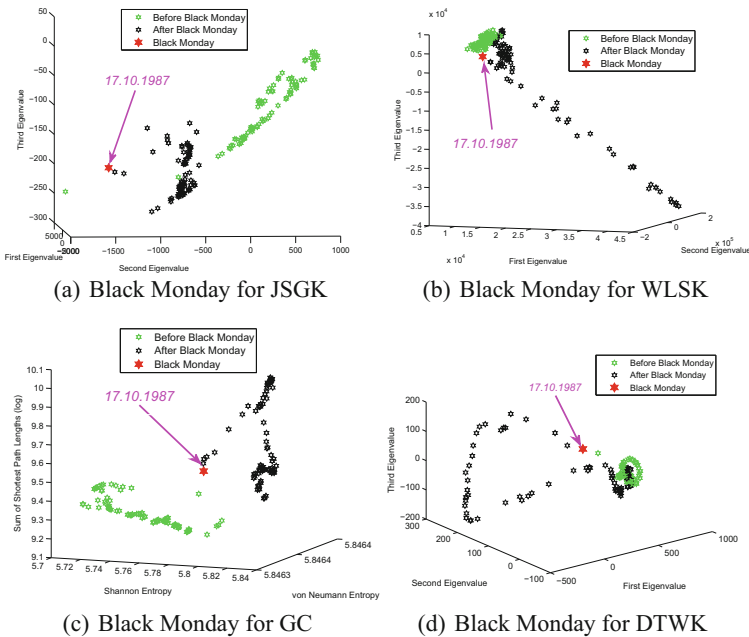 Before Black Monday
After Black Monday
Black Monday
17.10.1987
50
0
-50
-100
-150
-200
-250
-300
Third Eigenvalue
5000
0
-2000
-1500
-1000
-500
0
500
1000
First Eigenvalue
Second Eigenvalue
(a) Black Monday for JSGK
x 10⁴
1
0.5
0
-0.5
-1
-1.5
-2
-2.5
-3
-3.5
-4
Third Eigenvalue
Before Black Monday
After Black Monday
Black Monday
17.10.1987
0.5
1
1.5
2
2.5
3
3.5
4
4.5
x 10⁴
First Eigenvalue
-2
0
2
x 10⁵
Second Eigenvalue
(b) Black Monday for WLSK
Before Black Monday
After Black Monday
Black Monday
17.10.1987
10.1
10
9.9
9.8
9.7
9.6
9.5
9.4
9.3
9.2
9.1
Sum of Shortest Path Lengths (log)
5.7
5.72
5.74
5.76
5.78
5.8
5.82
5.84
Shannon Entropy
5.8463
5.8464
5.8464
von Neumann Entropy
(c) Black Monday for GC
Before Black Monday
After Black Monday
Black Monday
17.10.1987
200
100
0
-100
-200
Third Eigenvalue
300
200
100
0
-100
Second Eigenvalue
-500
0
500
1000
First Eigenvalue
(d) Black Monday for DTWK